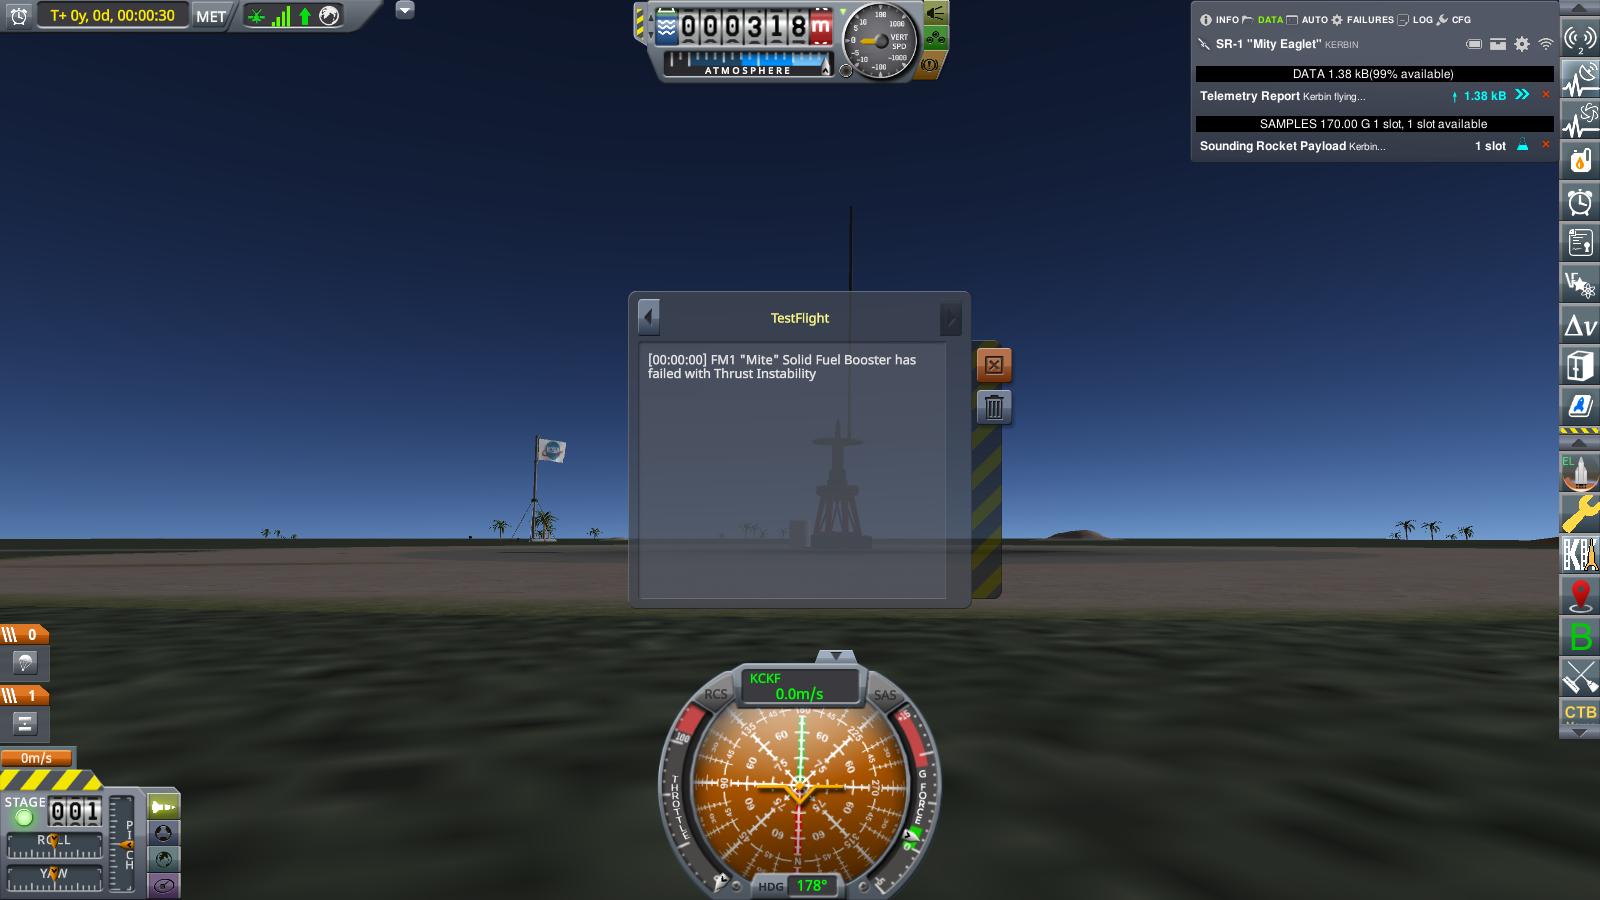 T+ 0y, 0d, 00:00:30
MET
000318m
ATMOSPHERE
VERT SPD
INFO DATA AUTO FAILURES LOG CFG
SR-1 "Mity Eaglet" KERBIN
DATA 1.38 kB(99% available)
Telemetry Report Kerbin flying... 1.38 kB
SAMPLES 170.00 G 1 slot, 1 slot available
Sounding Rocket Payload Kerbin... 1 slot
TestFlight
[00:00:00] FM1 "Mite" Solid Fuel Booster has
failed with Thrust Instability
2
Δv
EL
KK
B
CTB
0
1
0m/s
STAGE 001
ROLL
YAW
PITCH
RCS
KCKF
0.0m/s
SAS
THROTTLE
G FORCE
HDG 178°